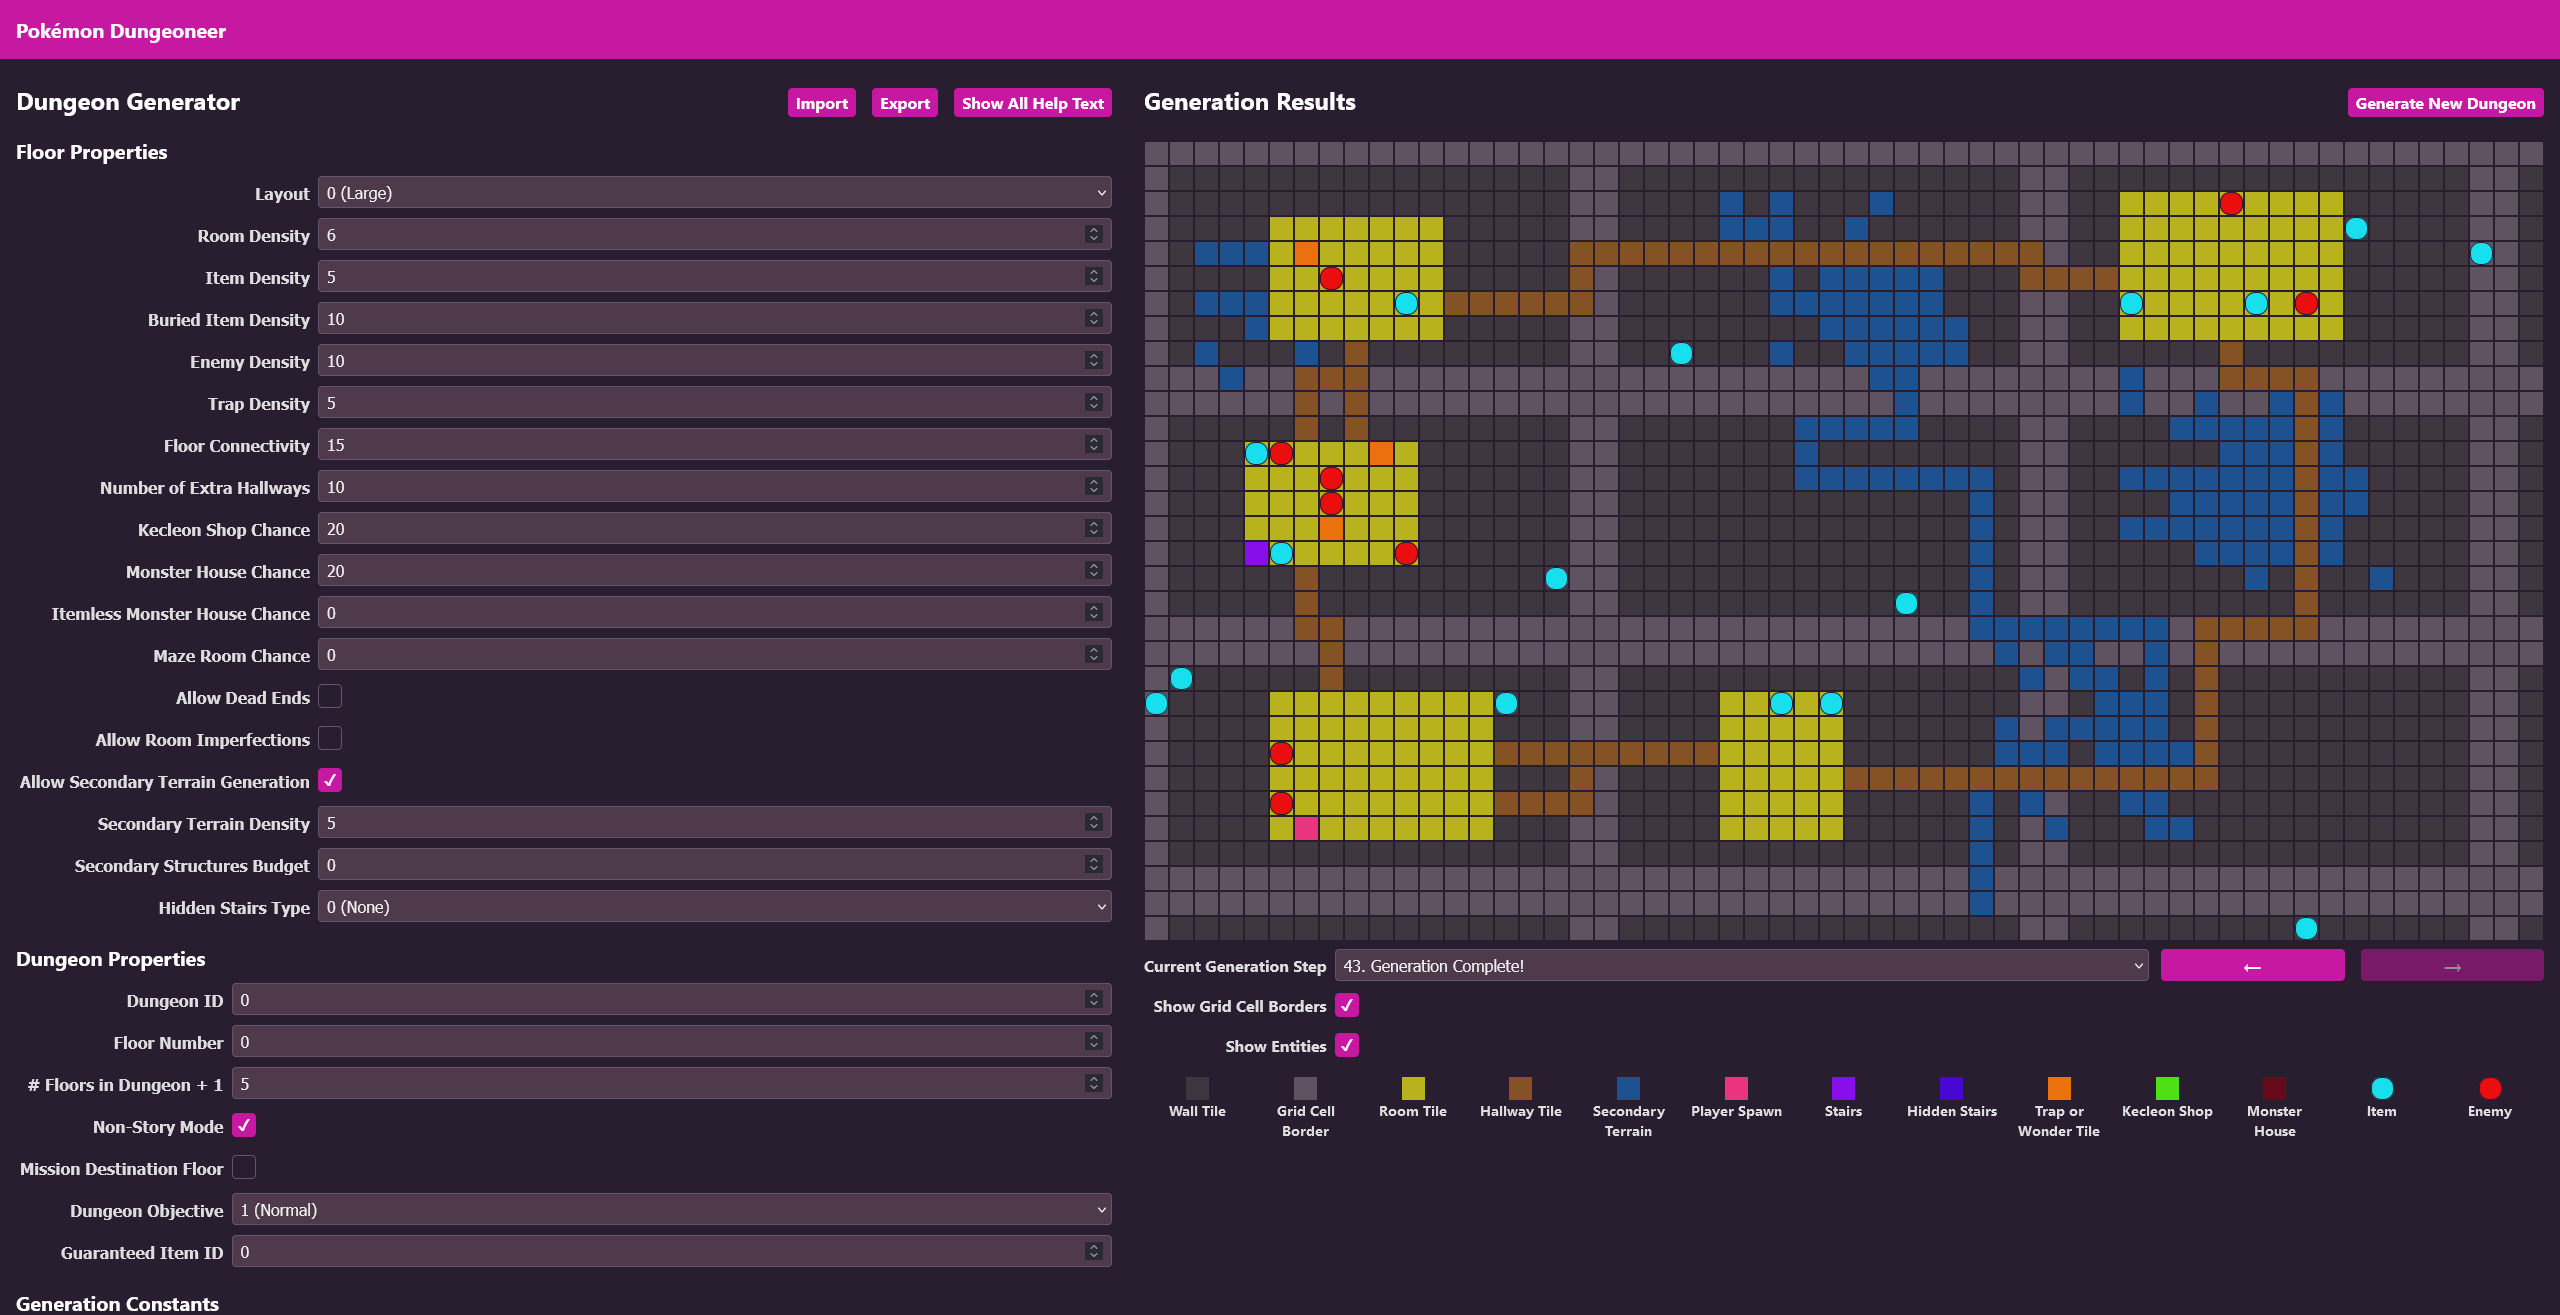 Pokémon Dungeoneer
Dungeon Generator
Import
Export
Show All Help Text
Floor Properties
Layout
0 (Large)
Room Density
6
Item Density
5
Buried Item Density
10
Enemy Density
10
Trap Density
5
Floor Connectivity
15
Number of Extra Hallways
10
Kecleon Shop Chance
20
Monster House Chance
20
Itemless Monster House Chance
0
Maze Room Chance
0
Allow Dead Ends
Allow Room Imperfections
Allow Secondary Terrain Generation
Secondary Terrain Density
5
Secondary Structures Budget
0
Hidden Stairs Type
0 (None)
Dungeon Properties
Dungeon ID
0
Floor Number
0
# Floors in Dungeon + 1
5
Non-Story Mode
Mission Destination Floor
Dungeon Objective
1 (Normal)
Guaranteed Item ID
0
Generation Constants
Generation Results
Generate New Dungeon
Current Generation Step
43. Generation Complete!
←
→
Show Grid Cell Borders
Show Entities
Wall Tile
Grid Cell
Border
Room Tile
Hallway Tile
Secondary
Terrain
Player Spawn
Stairs
Hidden Stairs
Trap or
Wonder Tile
Kecleon Shop
Monster
House
Item
Enemy